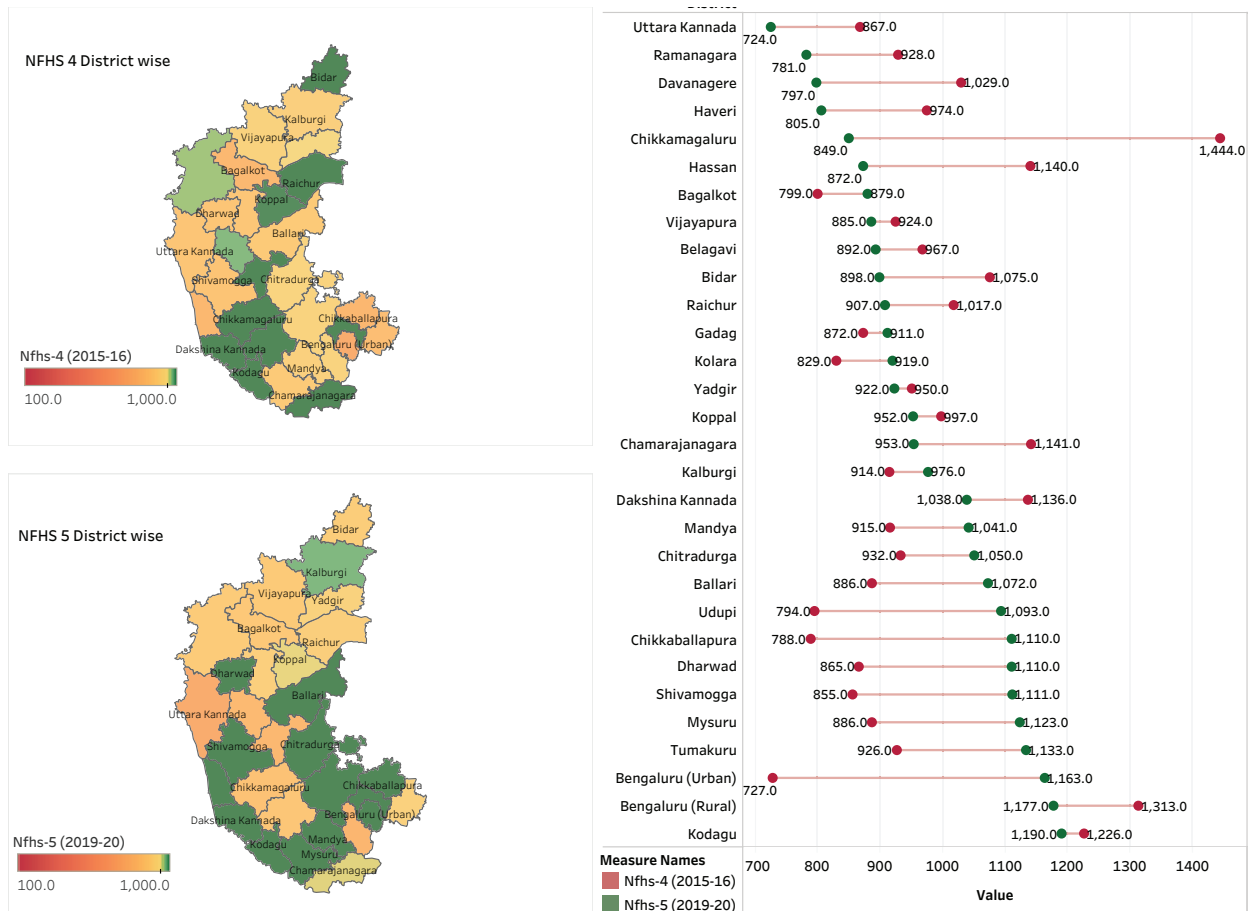 NFHS 4 District wise
Bidar
Kalburgi
Vijayapura
Bagalkot
Raichur
Koppal
Dharwad
Ballari
Uttara Kannada
Shivamogga
Chitradurga
Chikkamagaluru
Chikkaballapura
Dakshina Kannada
Bengaluru (Urban)
Kodagu
Mandya
Chamarajanagara
Nfhs-4 (2015-16)
100.0 1,000.0
NFHS 5 District wise
Bidar
Kalburgi
Vijayapura
Yadgir
Bagalkot
Raichur
Koppal
Dharwad
Ballari
Uttara Kannada
Shivamogga
Chitradurga
Chikkamagaluru
Chikkaballapura
Dakshina Kannada
Bengaluru (Urban)
Kodagu
Mandya
Mysuru
Chamarajanagara
Nfhs-5 (2019-20)
100.0 1,000.0
Uttara Kannada 724.0 867.0
Ramanagara 781.0 928.0
Davanagere 797.0 1,029.0
Haveri 805.0 974.0
Chikkamagaluru 849.0 1,444.0
Hassan 872.0 1,140.0
Bagalkot 799.0 879.0
Vijayapura 885.0 924.0
Belagavi 892.0 967.0
Bidar 898.0 1,075.0
Raichur 907.0 1,017.0
Gadag 872.0 911.0
Kolara 829.0 919.0
Yadgir 922.0 950.0
Koppal 952.0 997.0
Chamarajanagara 953.0 1,141.0
Kalburgi 914.0 976.0
Dakshina Kannada 1,038.0 1,136.0
Mandya 915.0 1,041.0
Chitradurga 932.0 1,050.0
Ballari 886.0 1,072.0
Udupi 794.0 1,093.0
Chikkaballapura 788.0 1,110.0
Dharwad 865.0 1,110.0
Shivamogga 855.0 1,111.0
Mysuru 886.0 1,123.0
Tumakuru 926.0 1,133.0
Bengaluru (Urban) 727.0 1,163.0
Bengaluru (Rural) 1,177.0 1,313.0
Kodagu 1,190.0 1,226.0
700 800 900 1000 1100 1200 1300 1400
Value
Measure Names
Nfhs-4 (2015-16)
Nfhs-5 (2019-20)